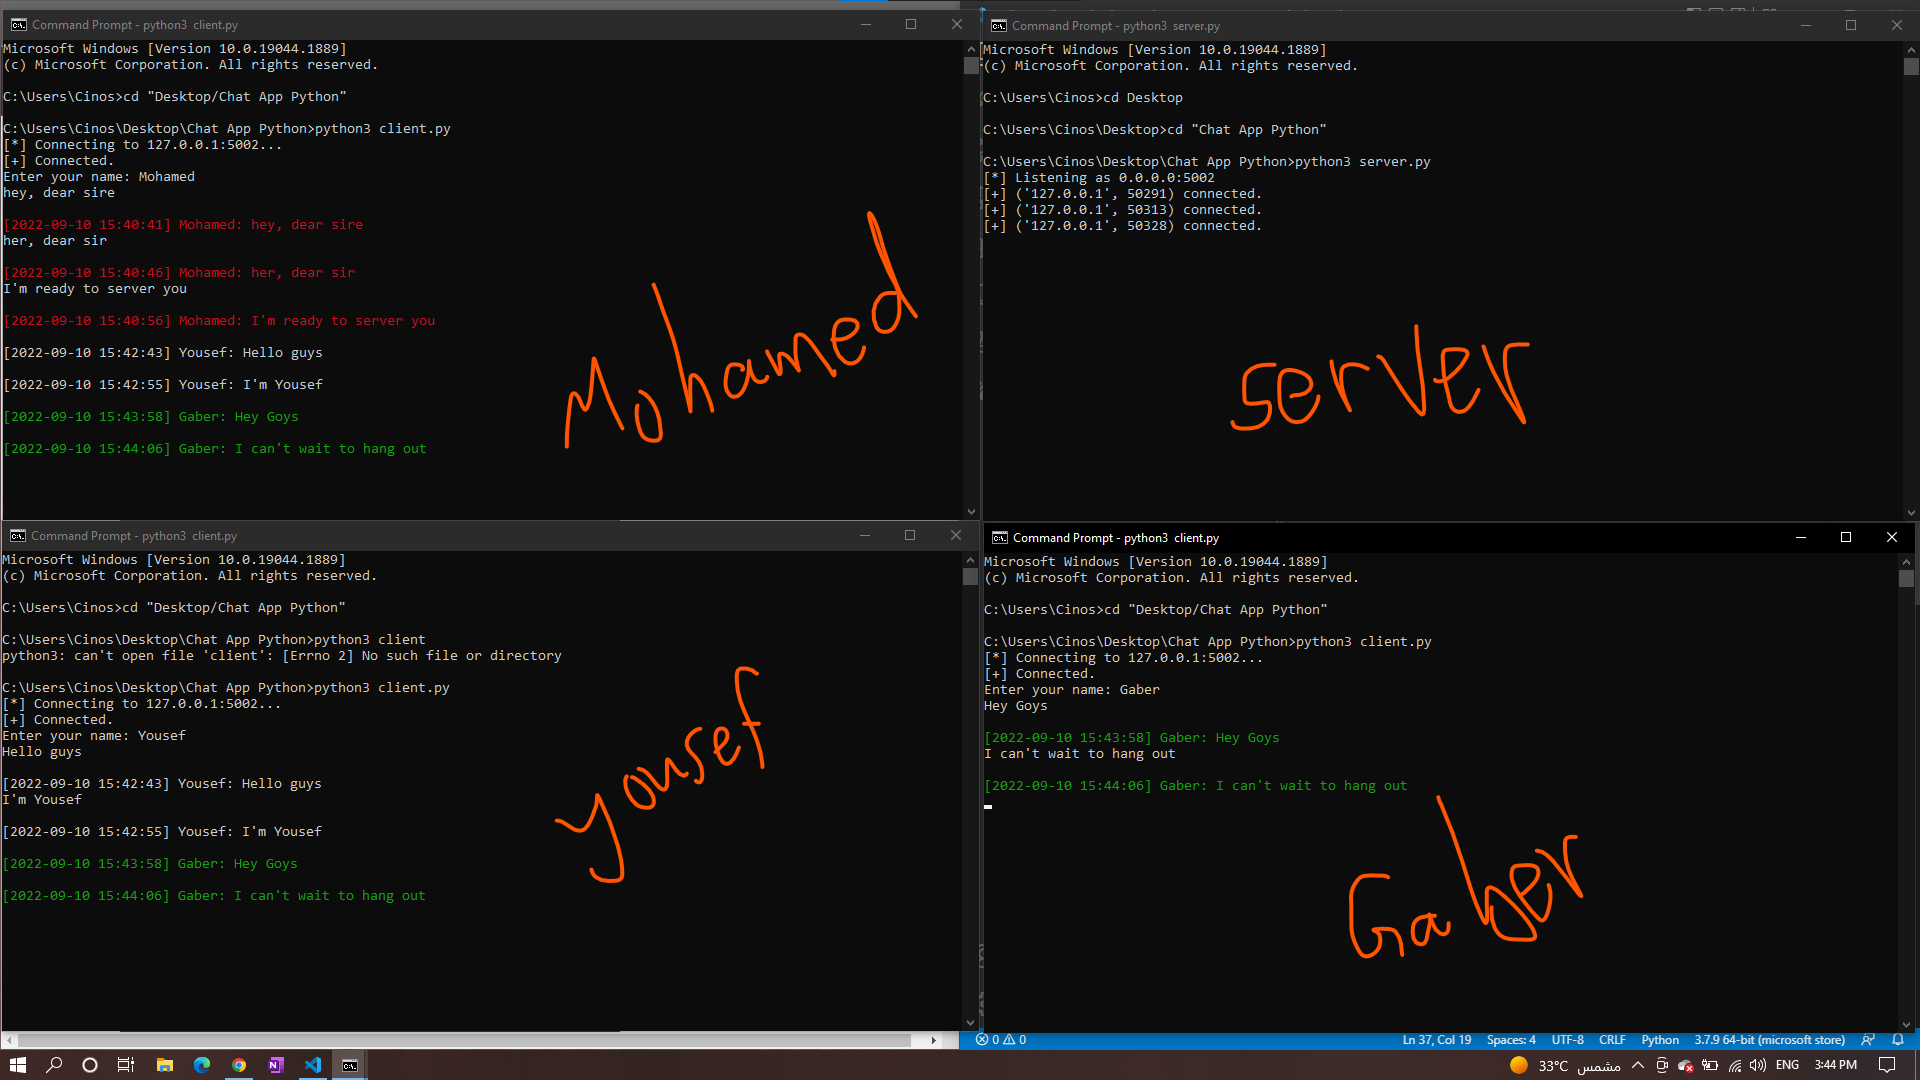 Command Prompt - python3  client.py
Microsoft Windows [Version 10.0.19044.1889]
(c) Microsoft Corporation. All rights reserved.
C:\Users\Cinos>cd "Desktop/Chat App Python"
C:\Users\Cinos\Desktop\Chat App Python>python3 client.py
[*] Connecting to 127.0.0.1:5002...
[+] Connected.
Enter your name: Mohamed
hey, dear sire
[2022-09-10 15:40:41] Mohamed: hey, dear sire
her, dear sir
[2022-09-10 15:40:46] Mohamed: her, dear sir
I'm ready to server you
[2022-09-10 15:40:56] Mohamed: I'm ready to server you
[2022-09-10 15:42:43] Yousef: Hello guys
[2022-09-10 15:42:55] Yousef: I'm Yousef
[2022-09-10 15:43:58] Gaber: Hey Goys
[2022-09-10 15:44:06] Gaber: I can't wait to hang out
Mohamed
Command Prompt - python3  server.py
Microsoft Windows [Version 10.0.19044.1889]
(c) Microsoft Corporation. All rights reserved.
C:\Users\Cinos>cd Desktop
C:\Users\Cinos\Desktop>cd "Chat App Python"
C:\Users\Cinos\Desktop\Chat App Python>python3 server.py
[*] Listening as 0.0.0.0:5002
[+] ('127.0.0.1', 50291) connected.
[+] ('127.0.0.1', 50313) connected.
[+] ('127.0.0.1', 50328) connected.
server
Command Prompt - python3  client.py
Microsoft Windows [Version 10.0.19044.1889]
(c) Microsoft Corporation. All rights reserved.
C:\Users\Cinos>cd "Desktop/Chat App Python"
C:\Users\Cinos\Desktop\Chat App Python>python3 client
python3: can't open file 'client': [Errno 2] No such file or directory
C:\Users\Cinos\Desktop\Chat App Python>python3 client.py
[*] Connecting to 127.0.0.1:5002...
[+] Connected.
Enter your name: Yousef
Hello guys
[2022-09-10 15:42:43] Yousef: Hello guys
I'm Yousef
[2022-09-10 15:42:55] Yousef: I'm Yousef
[2022-09-10 15:43:58] Gaber: Hey Goys
[2022-09-10 15:44:06] Gaber: I can't wait to hang out
yousef
Command Prompt - python3  client.py
Microsoft Windows [Version 10.0.19044.1889]
(c) Microsoft Corporation. All rights reserved.
C:\Users\Cinos>cd "Desktop/Chat App Python"
C:\Users\Cinos\Desktop\Chat App Python>python3 client.py
[*] Connecting to 127.0.0.1:5002...
[+] Connected.
Enter your name: Gaber
Hey Goys
[2022-09-10 15:43:58] Gaber: Hey Goys
I can't wait to hang out
[2022-09-10 15:44:06] Gaber: I can't wait to hang out
Gaber
0 0 Ln 37, Col 19 Spaces: 4 UTF-8 CRLF Python 3.7.9 64-bit (microsoft store)
33°C مشمس ENG 3:44 PM